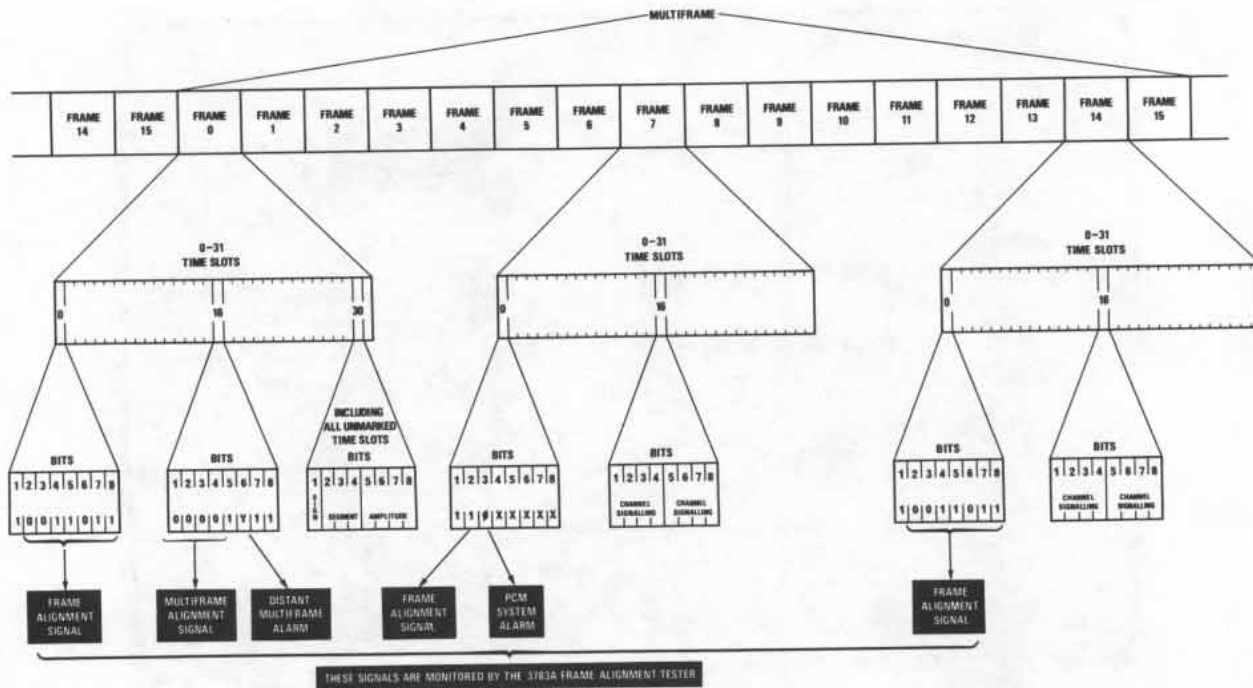 MULTIFRAME
FRAME 14 FRAME 15 FRAME 0 FRAME 1 FRAME 2 FRAME 3 FRAME 4 FRAME 5 FRAME 6 FRAME 7 FRAME 8 FRAME 9 FRAME 10 FRAME 11 FRAME 12 FRAME 13 FRAME 14 FRAME 15
0-31
TIME SLOTS
0 16 30
0-31
TIME SLOTS
0 16
0-31
TIME SLOTS
0 16
BITS
1 2 3 4 5 6 7 8
1 0 0 1 1 0 1 1
FRAME
ALIGNMENT
SIGNAL
BITS
1 2 3 4 5 6 7 8
0 0 0 0 1 Y 1 1
MULTIFRAME
ALIGNMENT
SIGNAL
DISTANT
MULTIFRAME
ALARM
INCLUDING
ALL UNMARKED
TIME SLOTS
BITS
1 2 3 4 5 6 7 8
SIGN
SEGMENT AMPLITUDE
BITS
1 2 3 4 5 6 7 8
1 1 Ø X X X X X
FRAME
ALIGNMENT
SIGNAL
PCM
SYSTEM
ALARM
BITS
1 2 3 4 5 6 7 8
CHANNEL
SIGNALLING
CHANNEL
SIGNALLING
BITS
1 2 3 4 5 6 7 8
1 0 0 1 1 0 1 1
FRAME
ALIGNMENT
SIGNAL
BITS
1 2 3 4 5 6 7 8
CHANNEL
SIGNALLING
CHANNEL
SIGNALLING
THESE SIGNALS ARE MONITORED BY THE 3783A FRAME ALIGNMENT TESTER